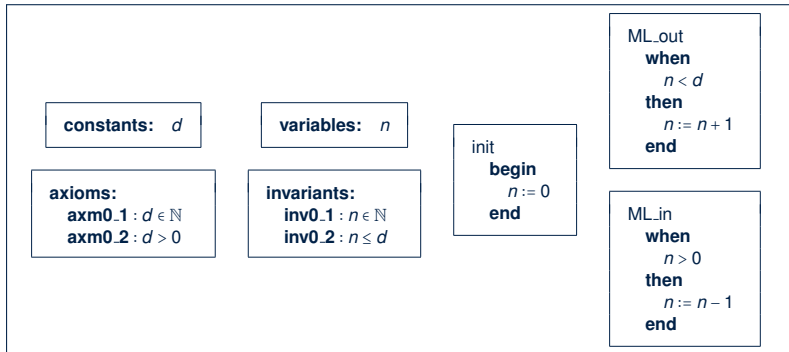 constants: d
axioms:
axm0_1 : d ∈ ℕ
axm0_2 : d > 0
variables: n
invariants:
inv0_1 : n ∈ ℕ
inv0_2 : n ≤ d
init
begin
n := 0
end
ML_out
when
n < d
then
n := n + 1
end
ML_in
when
n > 0
then
n := n − 1
end